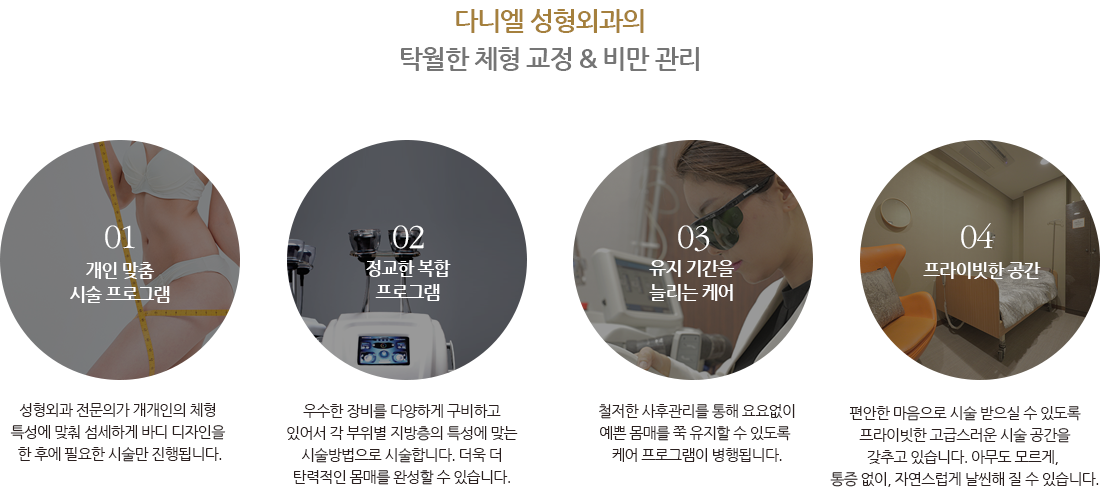 다니엘 성형외과의
탁월한 체형 교정 & 비만 관리
01
개인 맞춤
시술 프로그램
성형외과 전문의가 개개인의 체형
특성에 맞춰 섬세하게 바디 디자인을
한 후에 필요한 시술만 진행됩니다.
02
정교한 복합
프로그램
우수한 장비를 다양하게 구비하고
있어서 각 부위별 지방층의 특성에 맞는
시술방법으로 시술합니다. 더욱 더
탄력적인 몸매를 완성할 수 있습니다.
03
유지 기간을
늘리는 케어
철저한 사후관리를 통해 요요없이
예쁜 몸매를 쭉 유지할 수 있도록
케어 프로그램이 병행됩니다.
04
프라이빗한 공간
편안한 마음으로 시술 받으실 수 있도록
프라이빗한 고급스러운 시술 공간을
갖추고 있습니다. 아무도 모르게,
통증 없이, 자연스럽게 날씬해 질 수 있습니다.